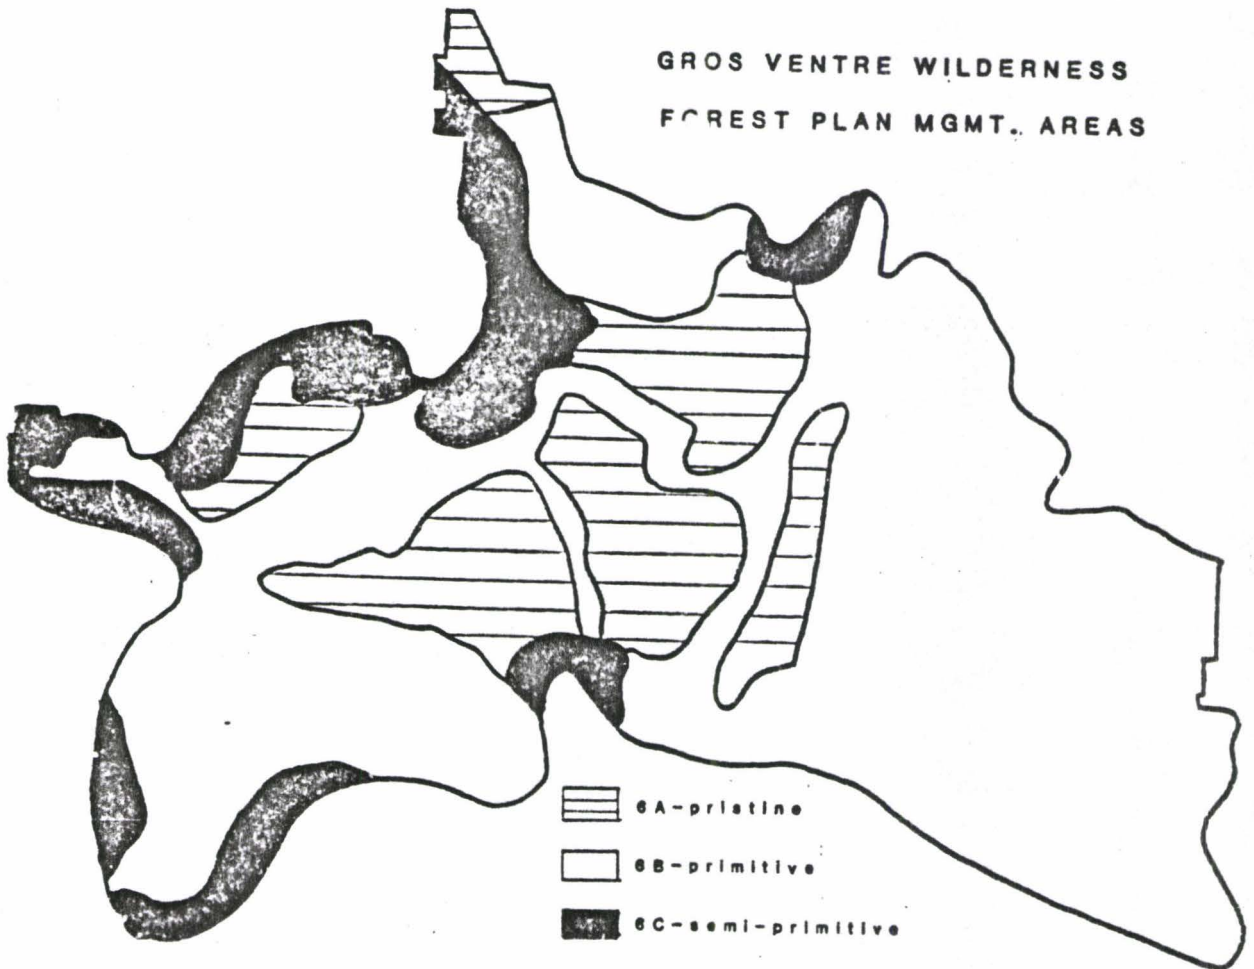 GROS VENTRE WILDERNESS
FOREST PLAN MGMT. AREAS
6A-pristine
6B-primitive
6C-semi-primitive